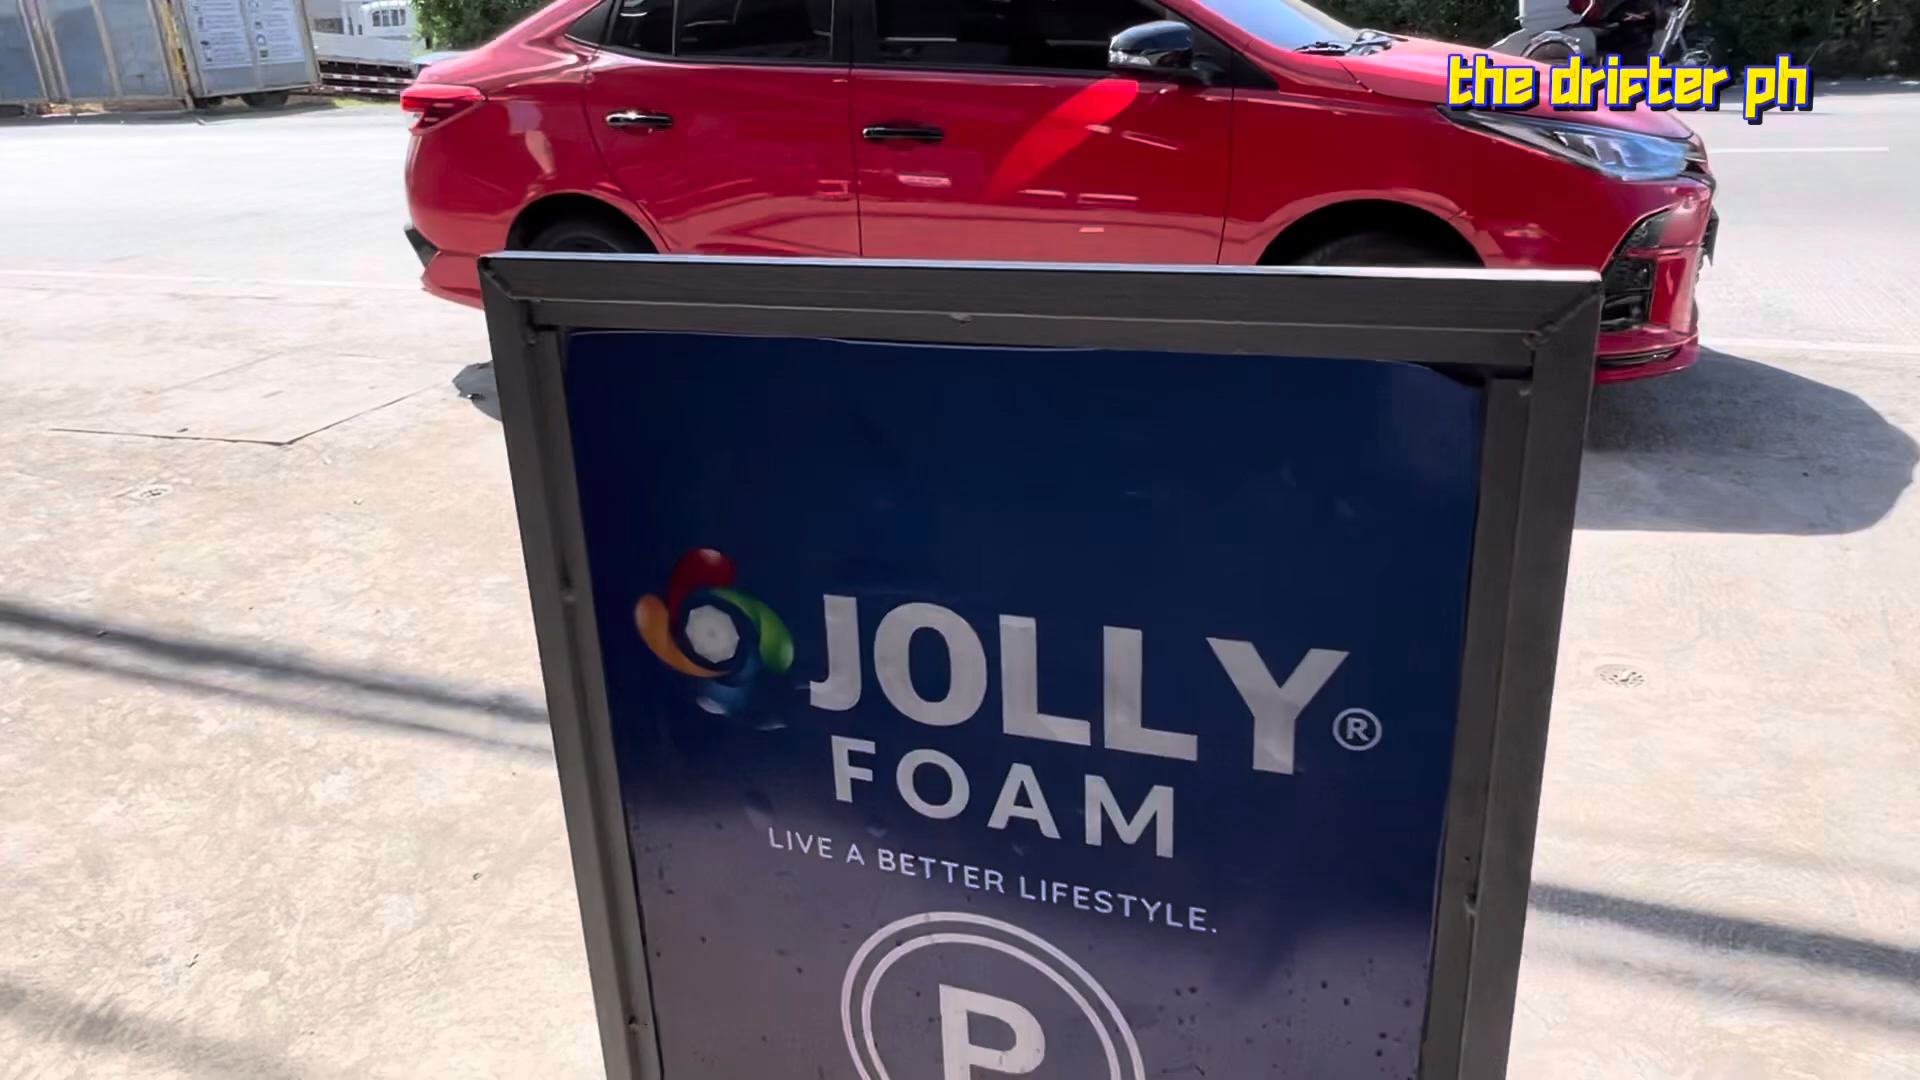 the drifter ph
JOLLY®
FOAM
LIVE A BETTER LIFESTYLE.
P